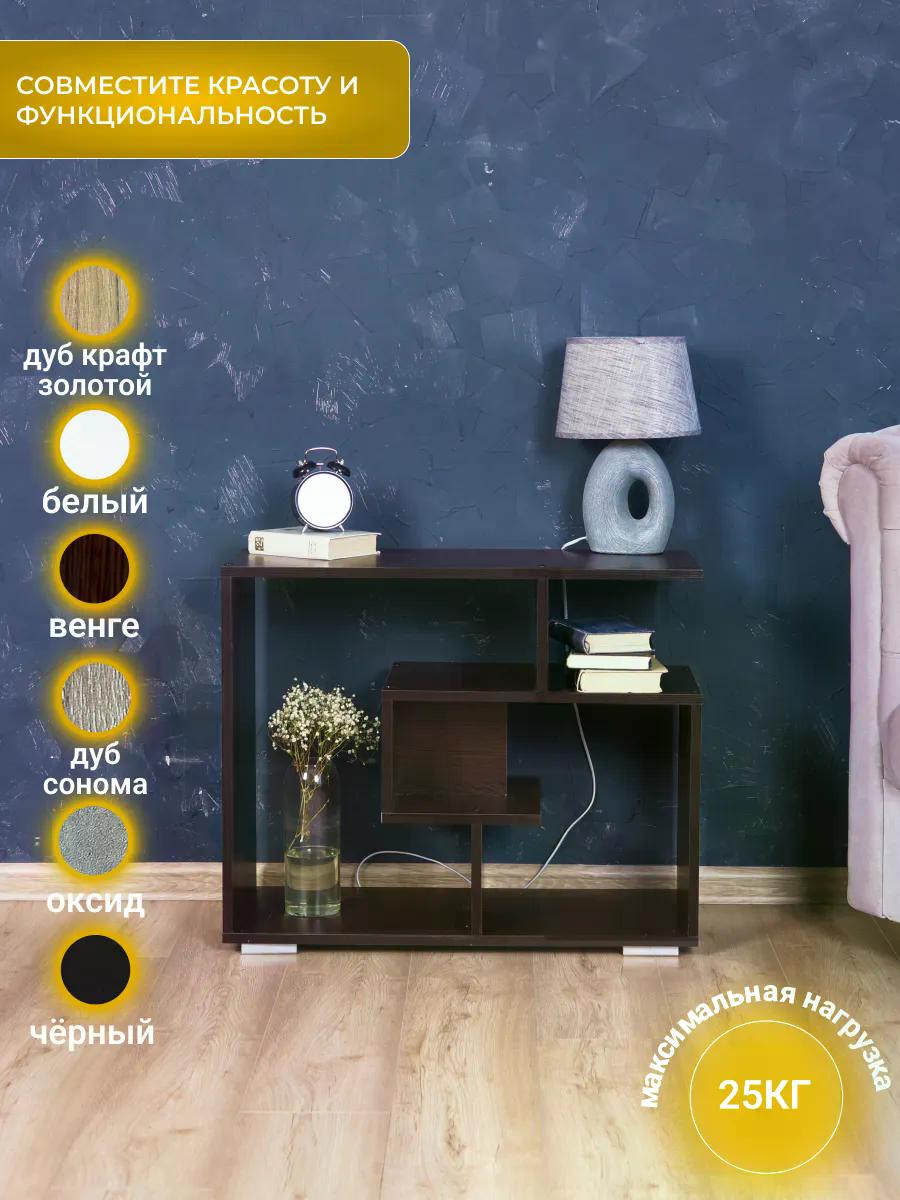 СОВМЕСТИТЕ КРАСОТУ И
ФУНКЦИОНАЛЬНОСТЬ
дуб крафт
золотой
белый
венге
дуб
сонома
оксид
чёрный
максимальная нагрузка
25КГ